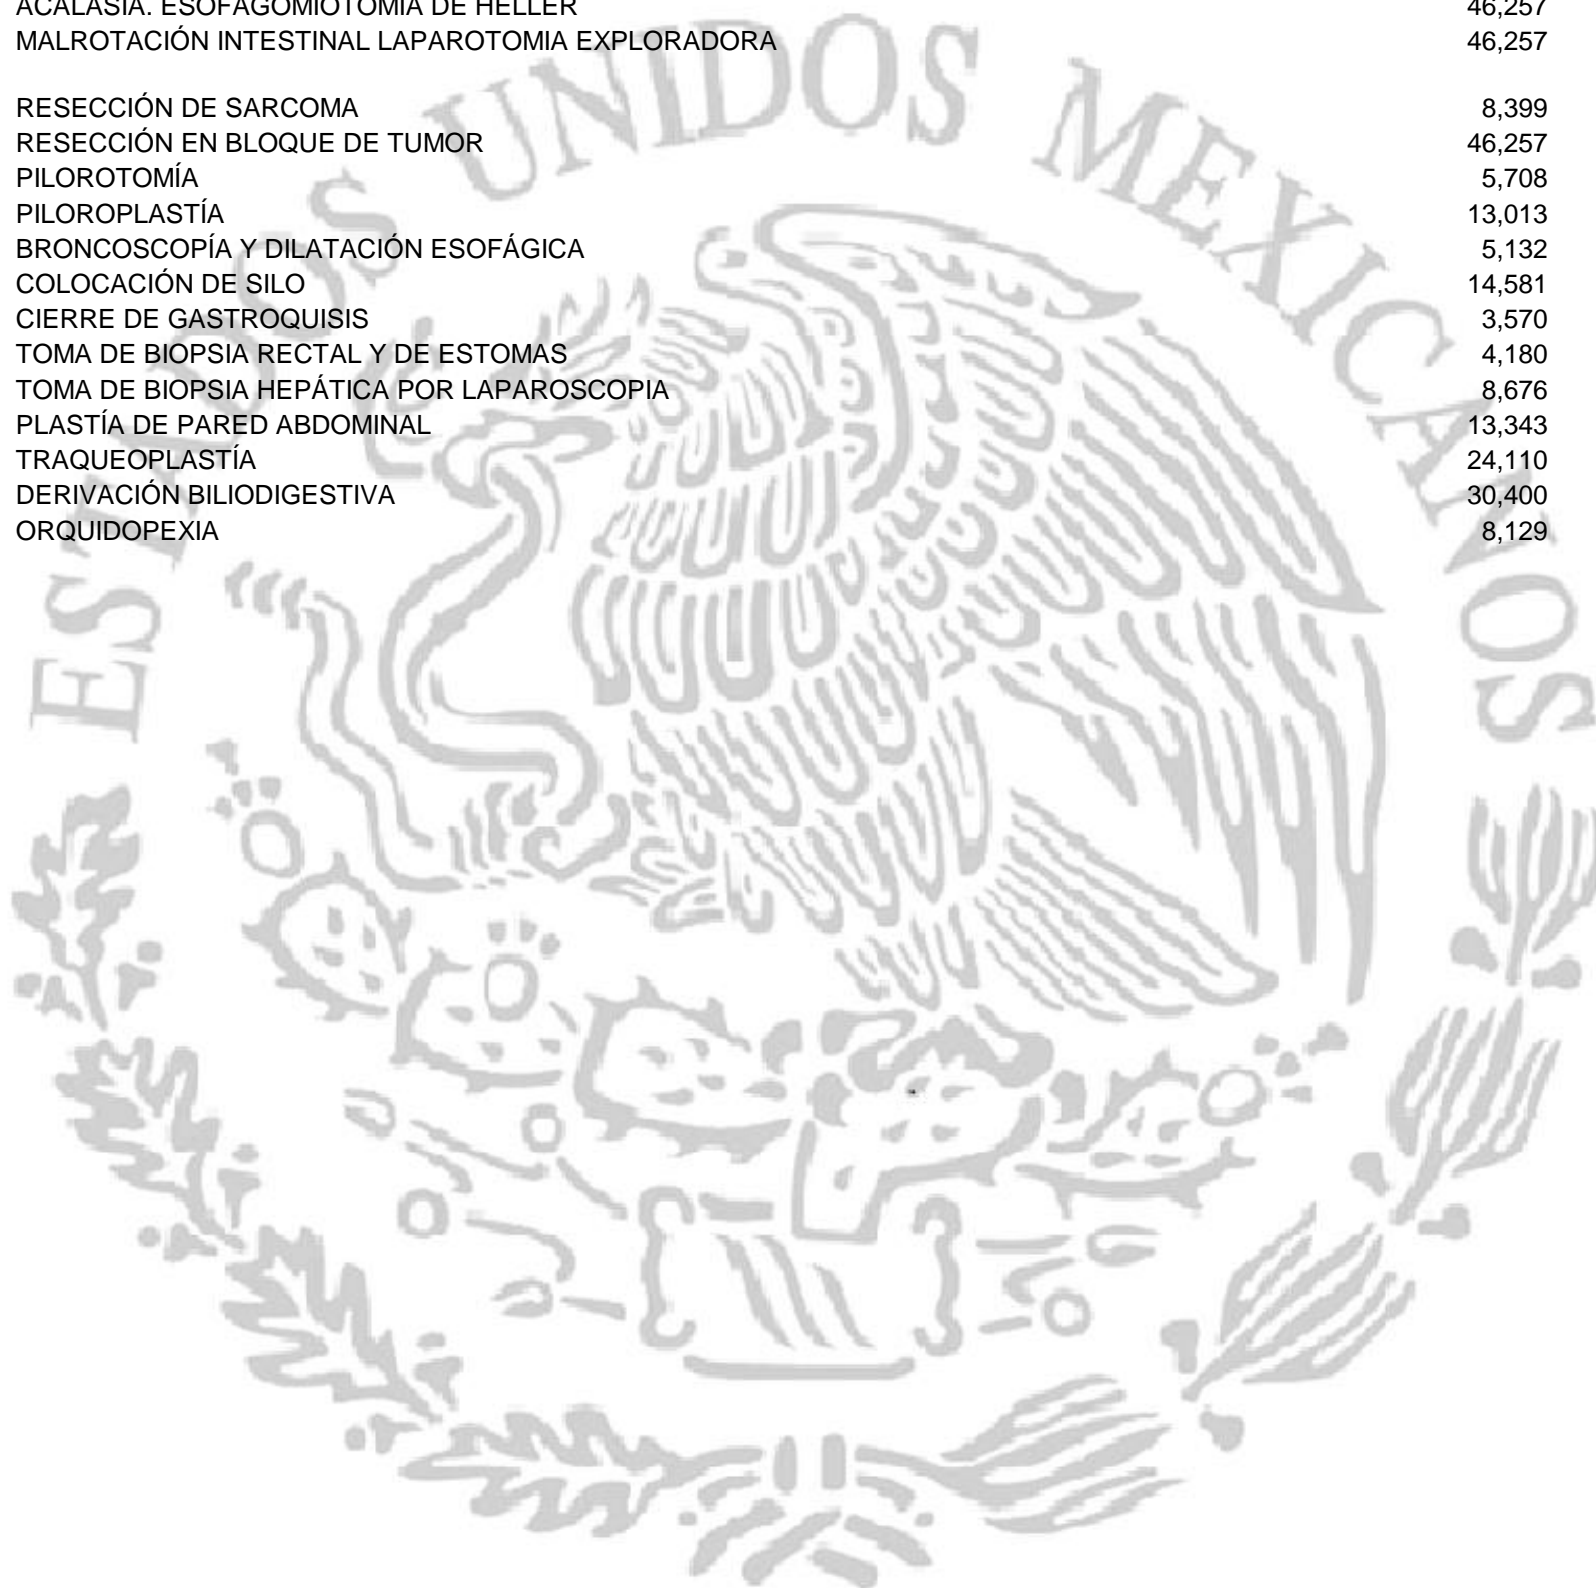 ACALASIA. ESOFAGOMIOTOMIA DE HELLER 46,257
MALROTACIÓN INTESTINAL LAPAROTOMIA EXPLORADORA 46,257
RESECCIÓN DE SARCOMA 8,399
RESECCIÓN EN BLOQUE DE TUMOR 46,257
PILOROTOMÍA 5,708
PILOROPLASTÍA 13,013
BRONCOSCOPÍA Y DILATACIÓN ESOFÁGICA 5,132
COLOCACIÓN DE SILO 14,581
CIERRE DE GASTROQUISIS 3,570
TOMA DE BIOPSIA RECTAL Y DE ESTOMAS 4,180
TOMA DE BIOPSIA HEPÁTICA POR LAPAROSCOPIA 8,676
PLASTÍA DE PARED ABDOMINAL 13,343
TRAQUEOPLASTÍA 24,110
DERIVACIÓN BILIODIGESTIVA 30,400
ORQUIDOPEXIA 8,129
ESTADOS UNIDOS MEXICANOS